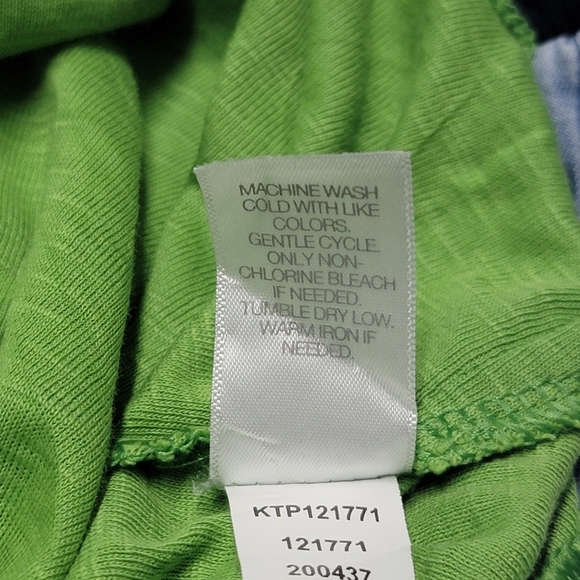 MACHINE WASH
COLD WITH LIKE
COLORS.
GENTLE CYCLE.
ONLY NON-
CHLORINE BLEACH
IF NEEDED.
TUMBLE DRY LOW.
WARM IRON IF
NEEDED.
KTP121771
121771
200437